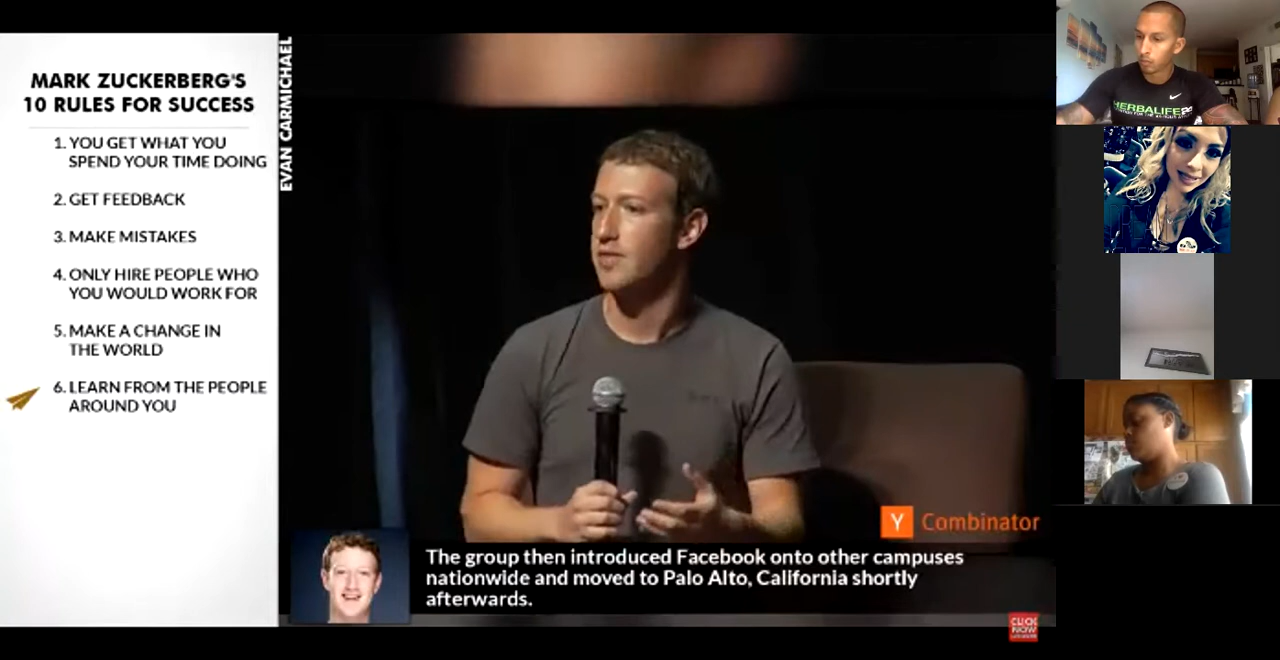 MARK ZUCKERBERG'S
10 RULES FOR SUCCESS
1. YOU GET WHAT YOU
SPEND YOUR TIME DOING
2. GET FEEDBACK
3. MAKE MISTAKES
4. ONLY HIRE PEOPLE WHO
YOU WOULD WORK FOR
5. MAKE A CHANGE IN
THE WORLD
6. LEARN FROM THE PEOPLE
AROUND YOU
EVAN CARMICHAEL
Y Combinator
The group then introduced Facebook onto other campuses
nationwide and moved to Palo Alto, California shortly
afterwards.
CLICK
NOW
HERBALIFE